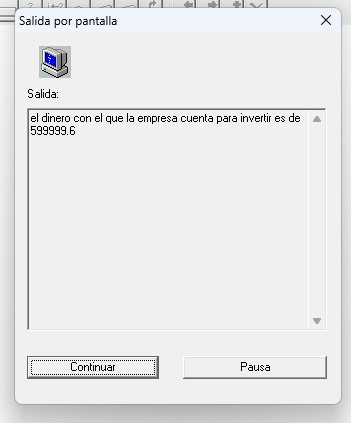 Salida por pantalla
Salida:
el dinero con el que la empresa cuenta para invertir es de
599999.6
Continuar
Pausa